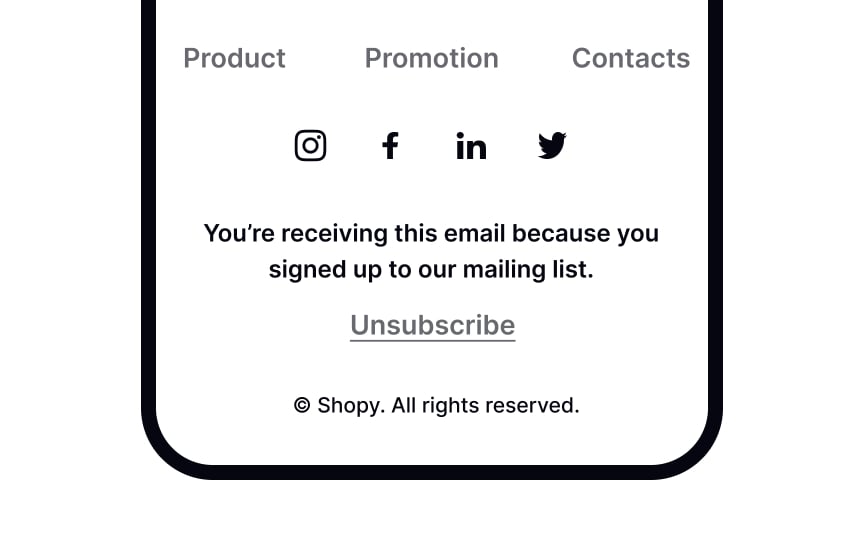 Product Promotion Contacts
You’re receiving this email because you
signed up to our mailing list.
Unsubscribe
© Shopy. All rights reserved.